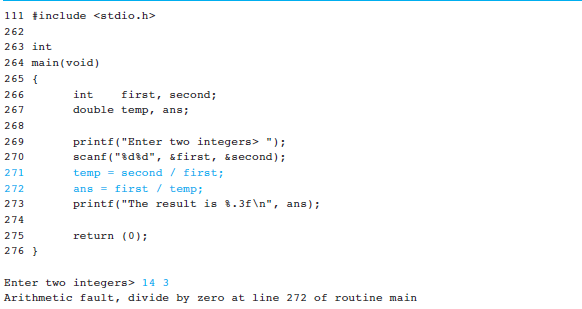 111 #include <stdio.h>
262
263 int
264 main(void)
265 {
266 int first, second;
267 double temp, ans;
268
269 printf("Enter two integers> ");
270 scanf("%d%d", &first, &second);
271 temp = second / first;
272 ans = first / temp;
273 printf("The result is %.3f\n", ans);
274
275 return (0);
276 }
Enter two integers> 14 3
Arithmetic fault, divide by zero at line 272 of routine main